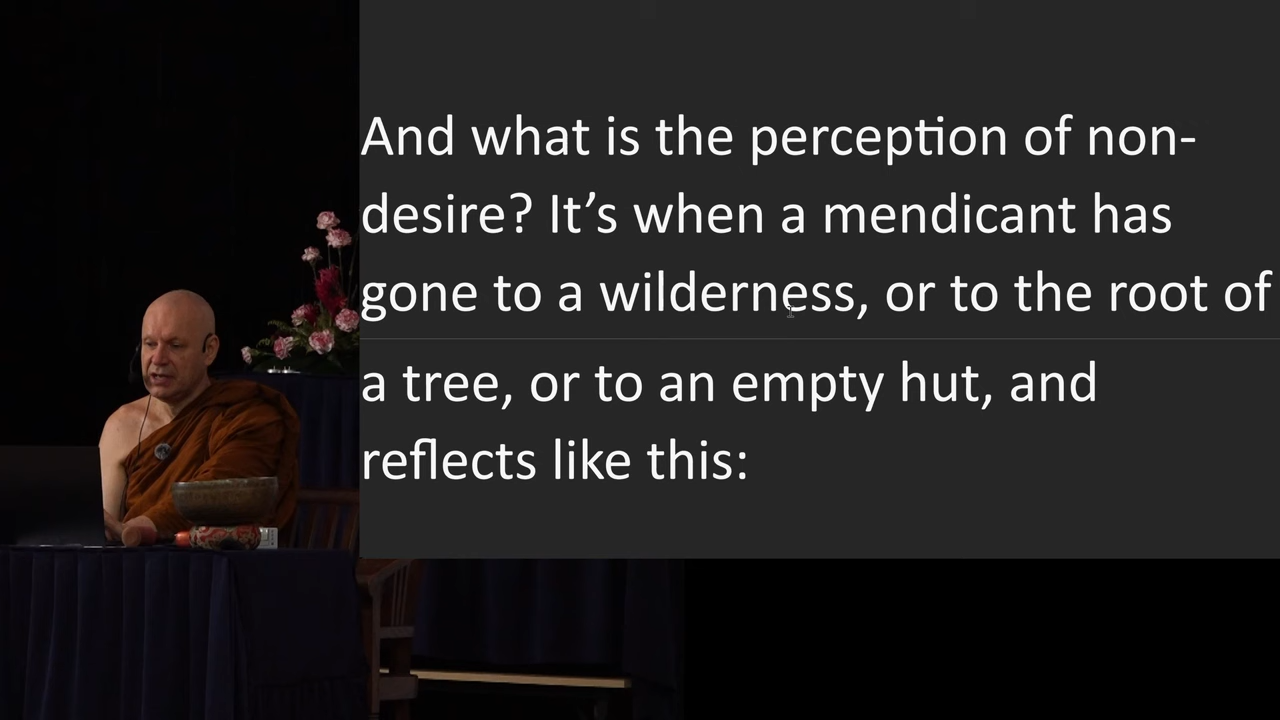 And what is the perception of non-
desire? It’s when a mendicant has
gone to a wilderness, or to the root of
a tree, or to an empty hut, and
reflects like this: